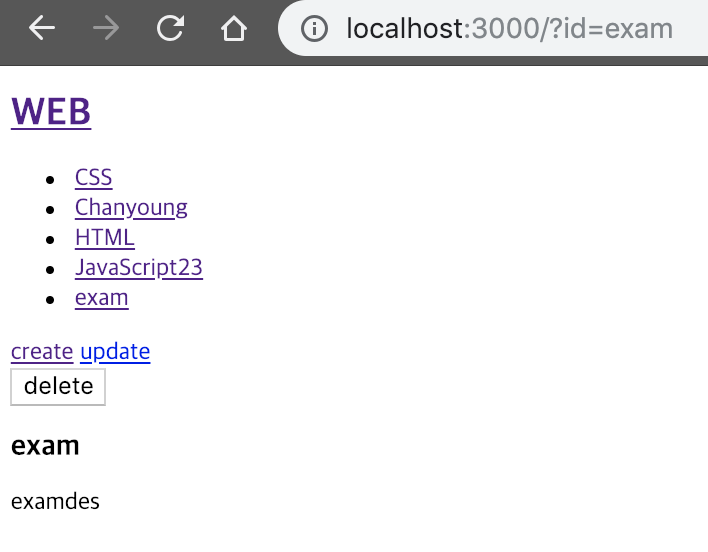 localhost:3000/?id=exam
WEB
CSS
Chanyoung
HTML
JavaScript23
exam
create update
delete
exam
examdes